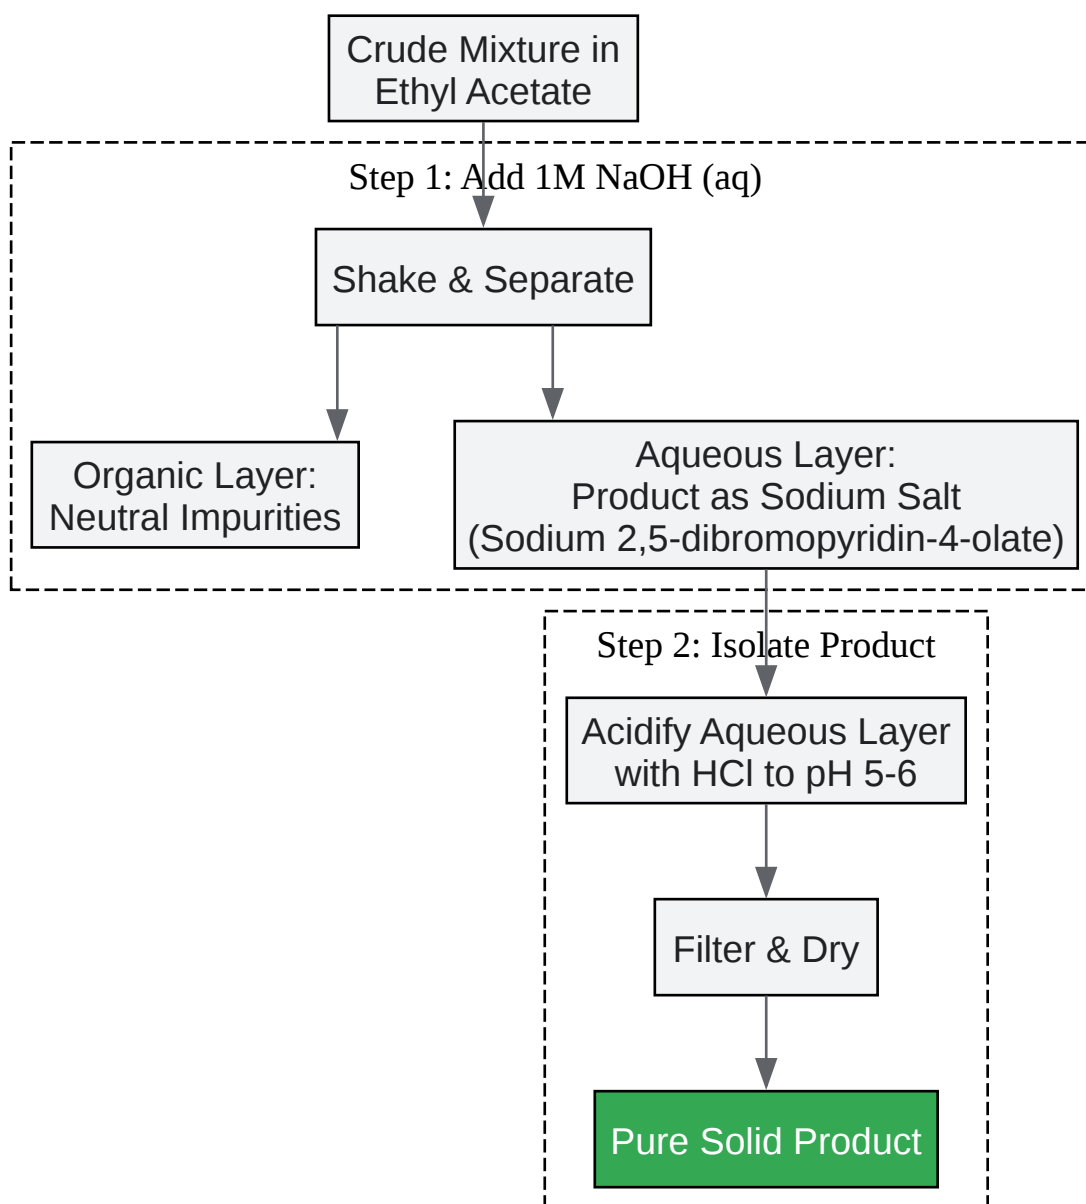 Crude Mixture in
Ethyl Acetate
Step 1: Add 1M NaOH (aq)
Shake & Separate
Organic Layer:
Neutral Impurities
Aqueous Layer:
Product as Sodium Salt
(Sodium 2,5-dibromopyridin-4-olate)
Step 2: Isolate Product
Acidify Aqueous Layer
with HCl to pH 5-6
Filter & Dry
Pure Solid Product